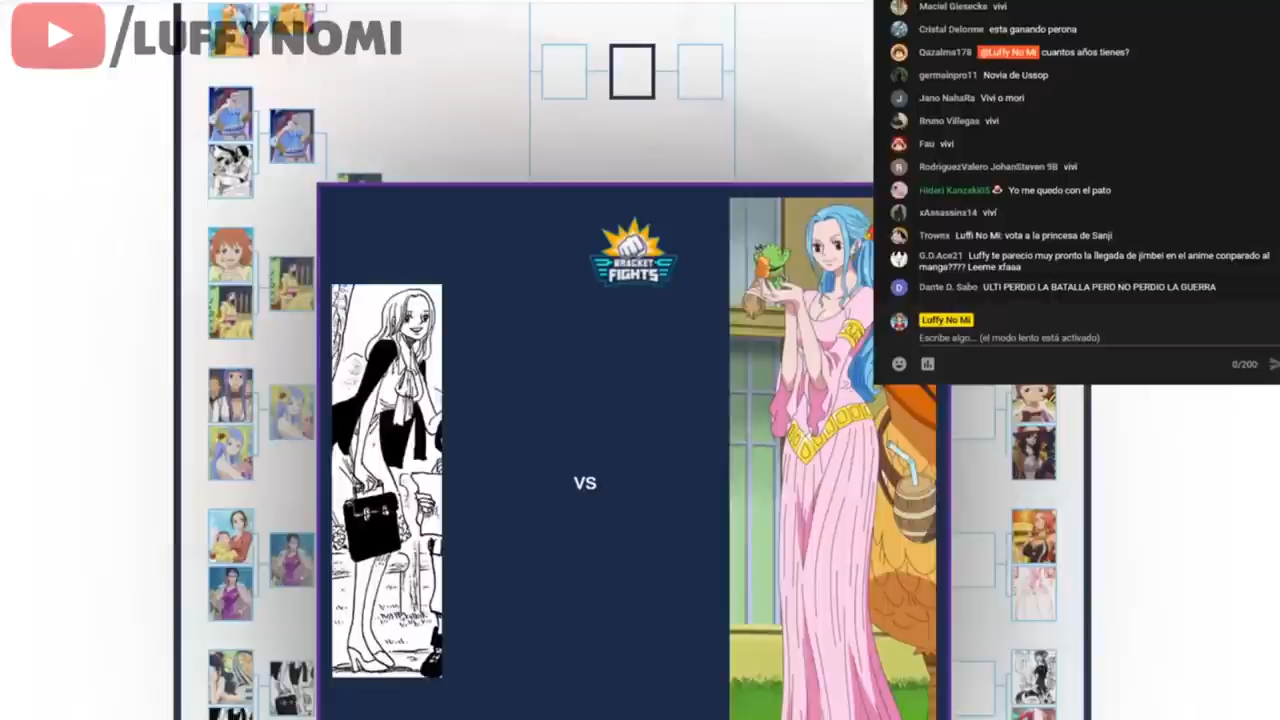 /LUFFYNOMI
Maciel Giesecke vivi
Cristal Delorme esta ganando perona
Qazalma178 @Luffy No Mi cuantos años tienes?
germainpro11 Novia de Ussop
Jano NahaRa Vivi o mori
Bruno Villegas vivi
Fau vivi
RodriguezValero JohanSteven 9B vivi
Hideri Kanzaki05 Yo me quedo con el pato
xAssassinx14 viví
Trownx Luffi No Mi: vota a la princesa de Sanji
G.D.Ace21 Luffy te parecio muy pronto la llegada de jimbei en el anime conparado al
manga???? Leeme xfaaa
Dante D. Sabo ULTI PERDIO LA BATALLA PERO NO PERDIO LA GUERRA
Luffy No Mi
Escribe algo... (el modo lento está activado)
0/200
BRACKET
FIGHTS
VS